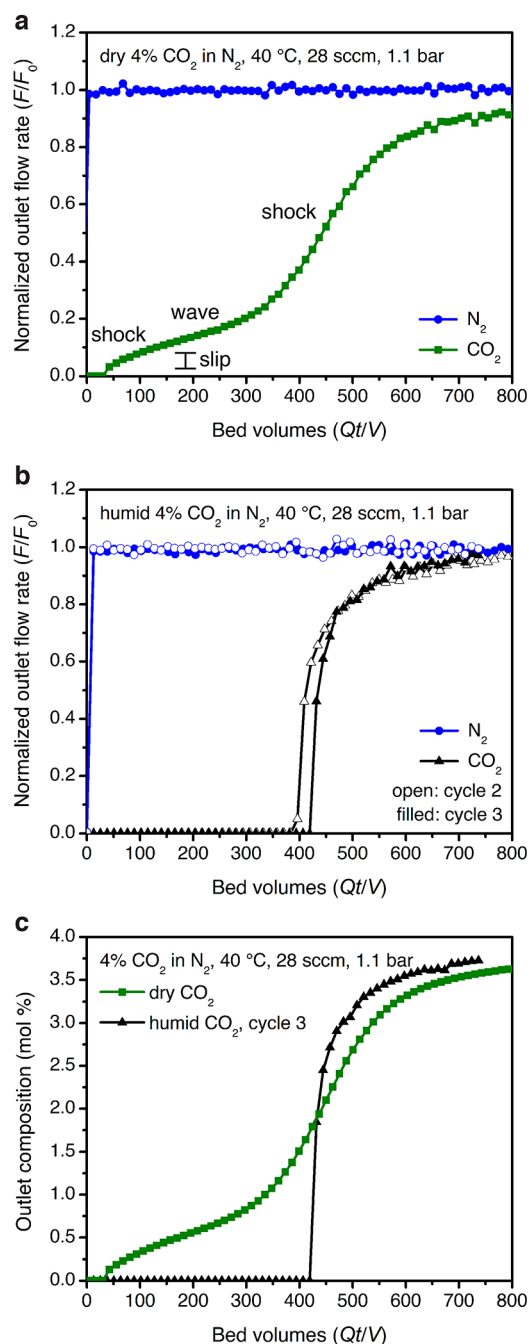 a
dry 4% CO₂ in N₂, 40 °C, 28 sccm, 1.1 bar
Normalized outlet flow rate (F/F₀)
1.2
1.0
0.8
0.6
0.4
0.2
0.0
shock
wave
shock
slip
N₂
CO₂
0 100 200 300 400 500 600 700 800
Bed volumes (Qt/V)
b
humid 4% CO₂ in N₂, 40 °C, 28 sccm, 1.1 bar
Normalized outlet flow rate (F/F₀)
1.2
1.0
0.8
0.6
0.4
0.2
0.0
N₂
CO₂
open: cycle 2
filled: cycle 3
0 100 200 300 400 500 600 700 800
Bed volumes (Qt/V)
c
4% CO₂ in N₂, 40 °C, 28 sccm, 1.1 bar
dry CO₂
humid CO₂, cycle 3
Outlet composition (mol %)
4.0
3.5
3.0
2.5
2.0
1.5
1.0
0.5
0.0
0 100 200 300 400 500 600 700 800
Bed volumes (Qt/V)